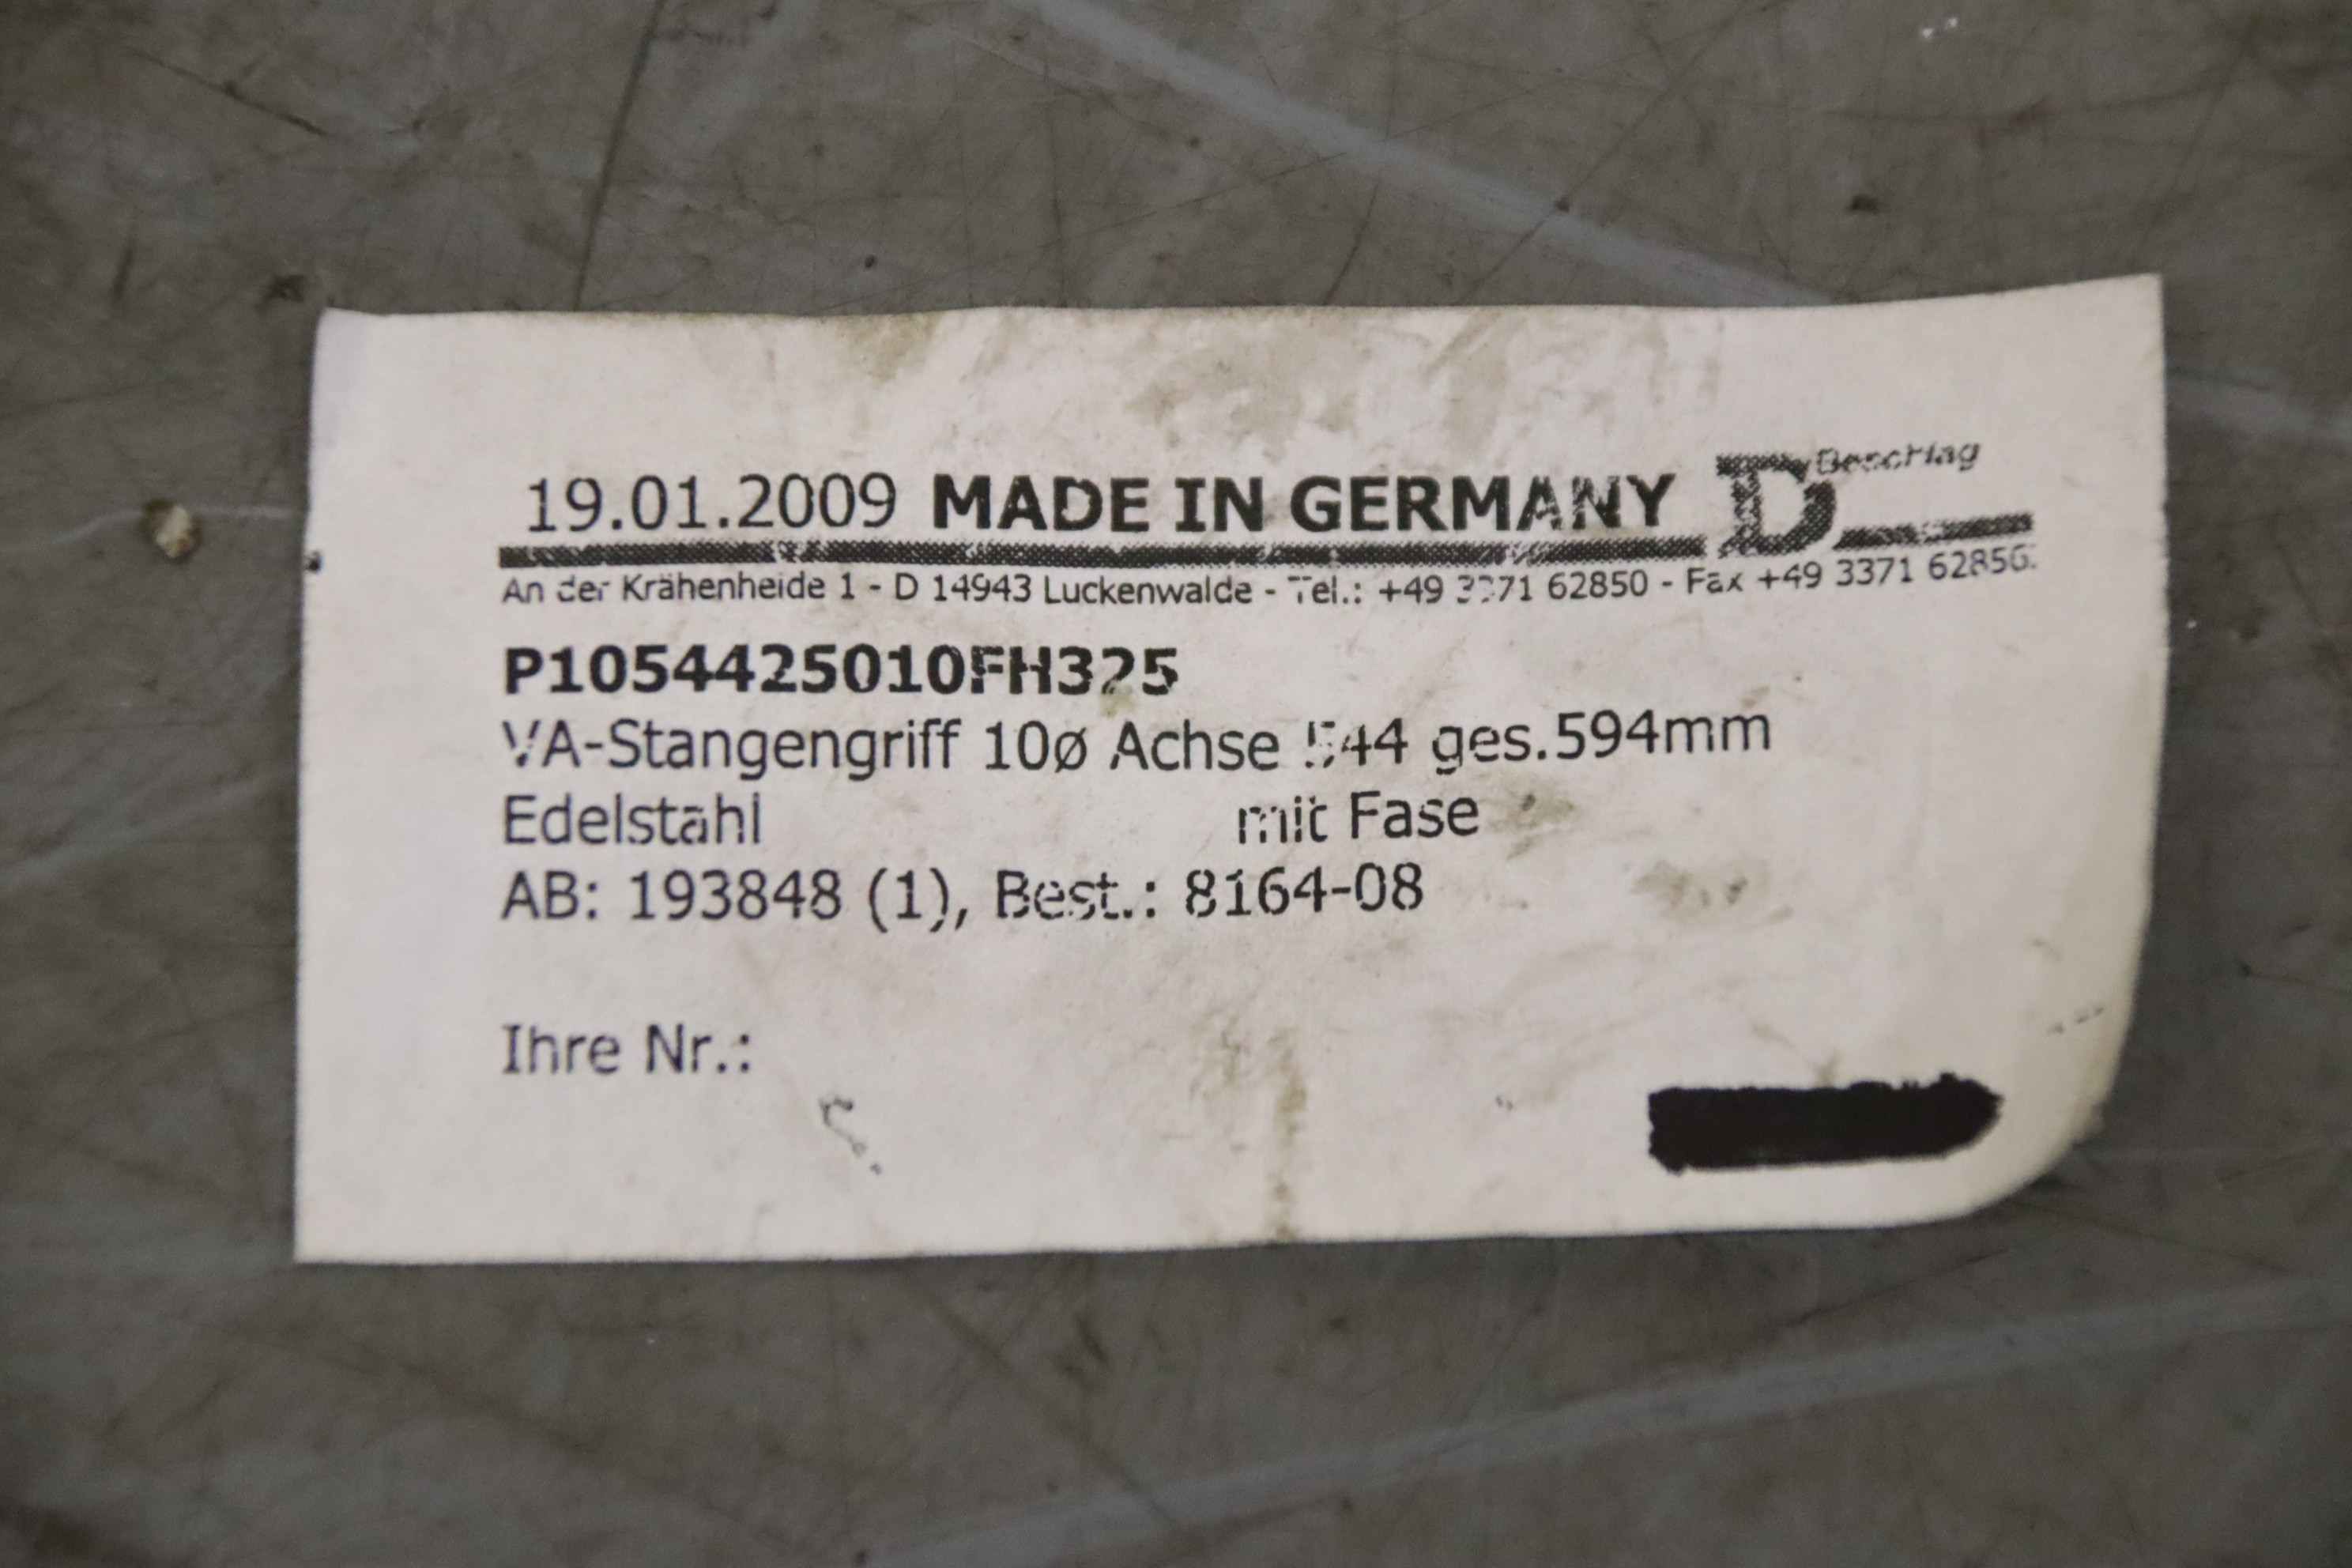 19.01.2009 MADE IN GERMANY D Beschlag
An der Krähenheide 1 - D 14943 Luckenwalde - Tel.: +49 3371 62850 - Fax +49 3371
P1054425010FH325
VA-Stangengriff 10ø Achse 544 ges.594mm
Edelstahl mit Fase
AB: 193848 (1), Best.: 8164-08
Ihre Nr.: